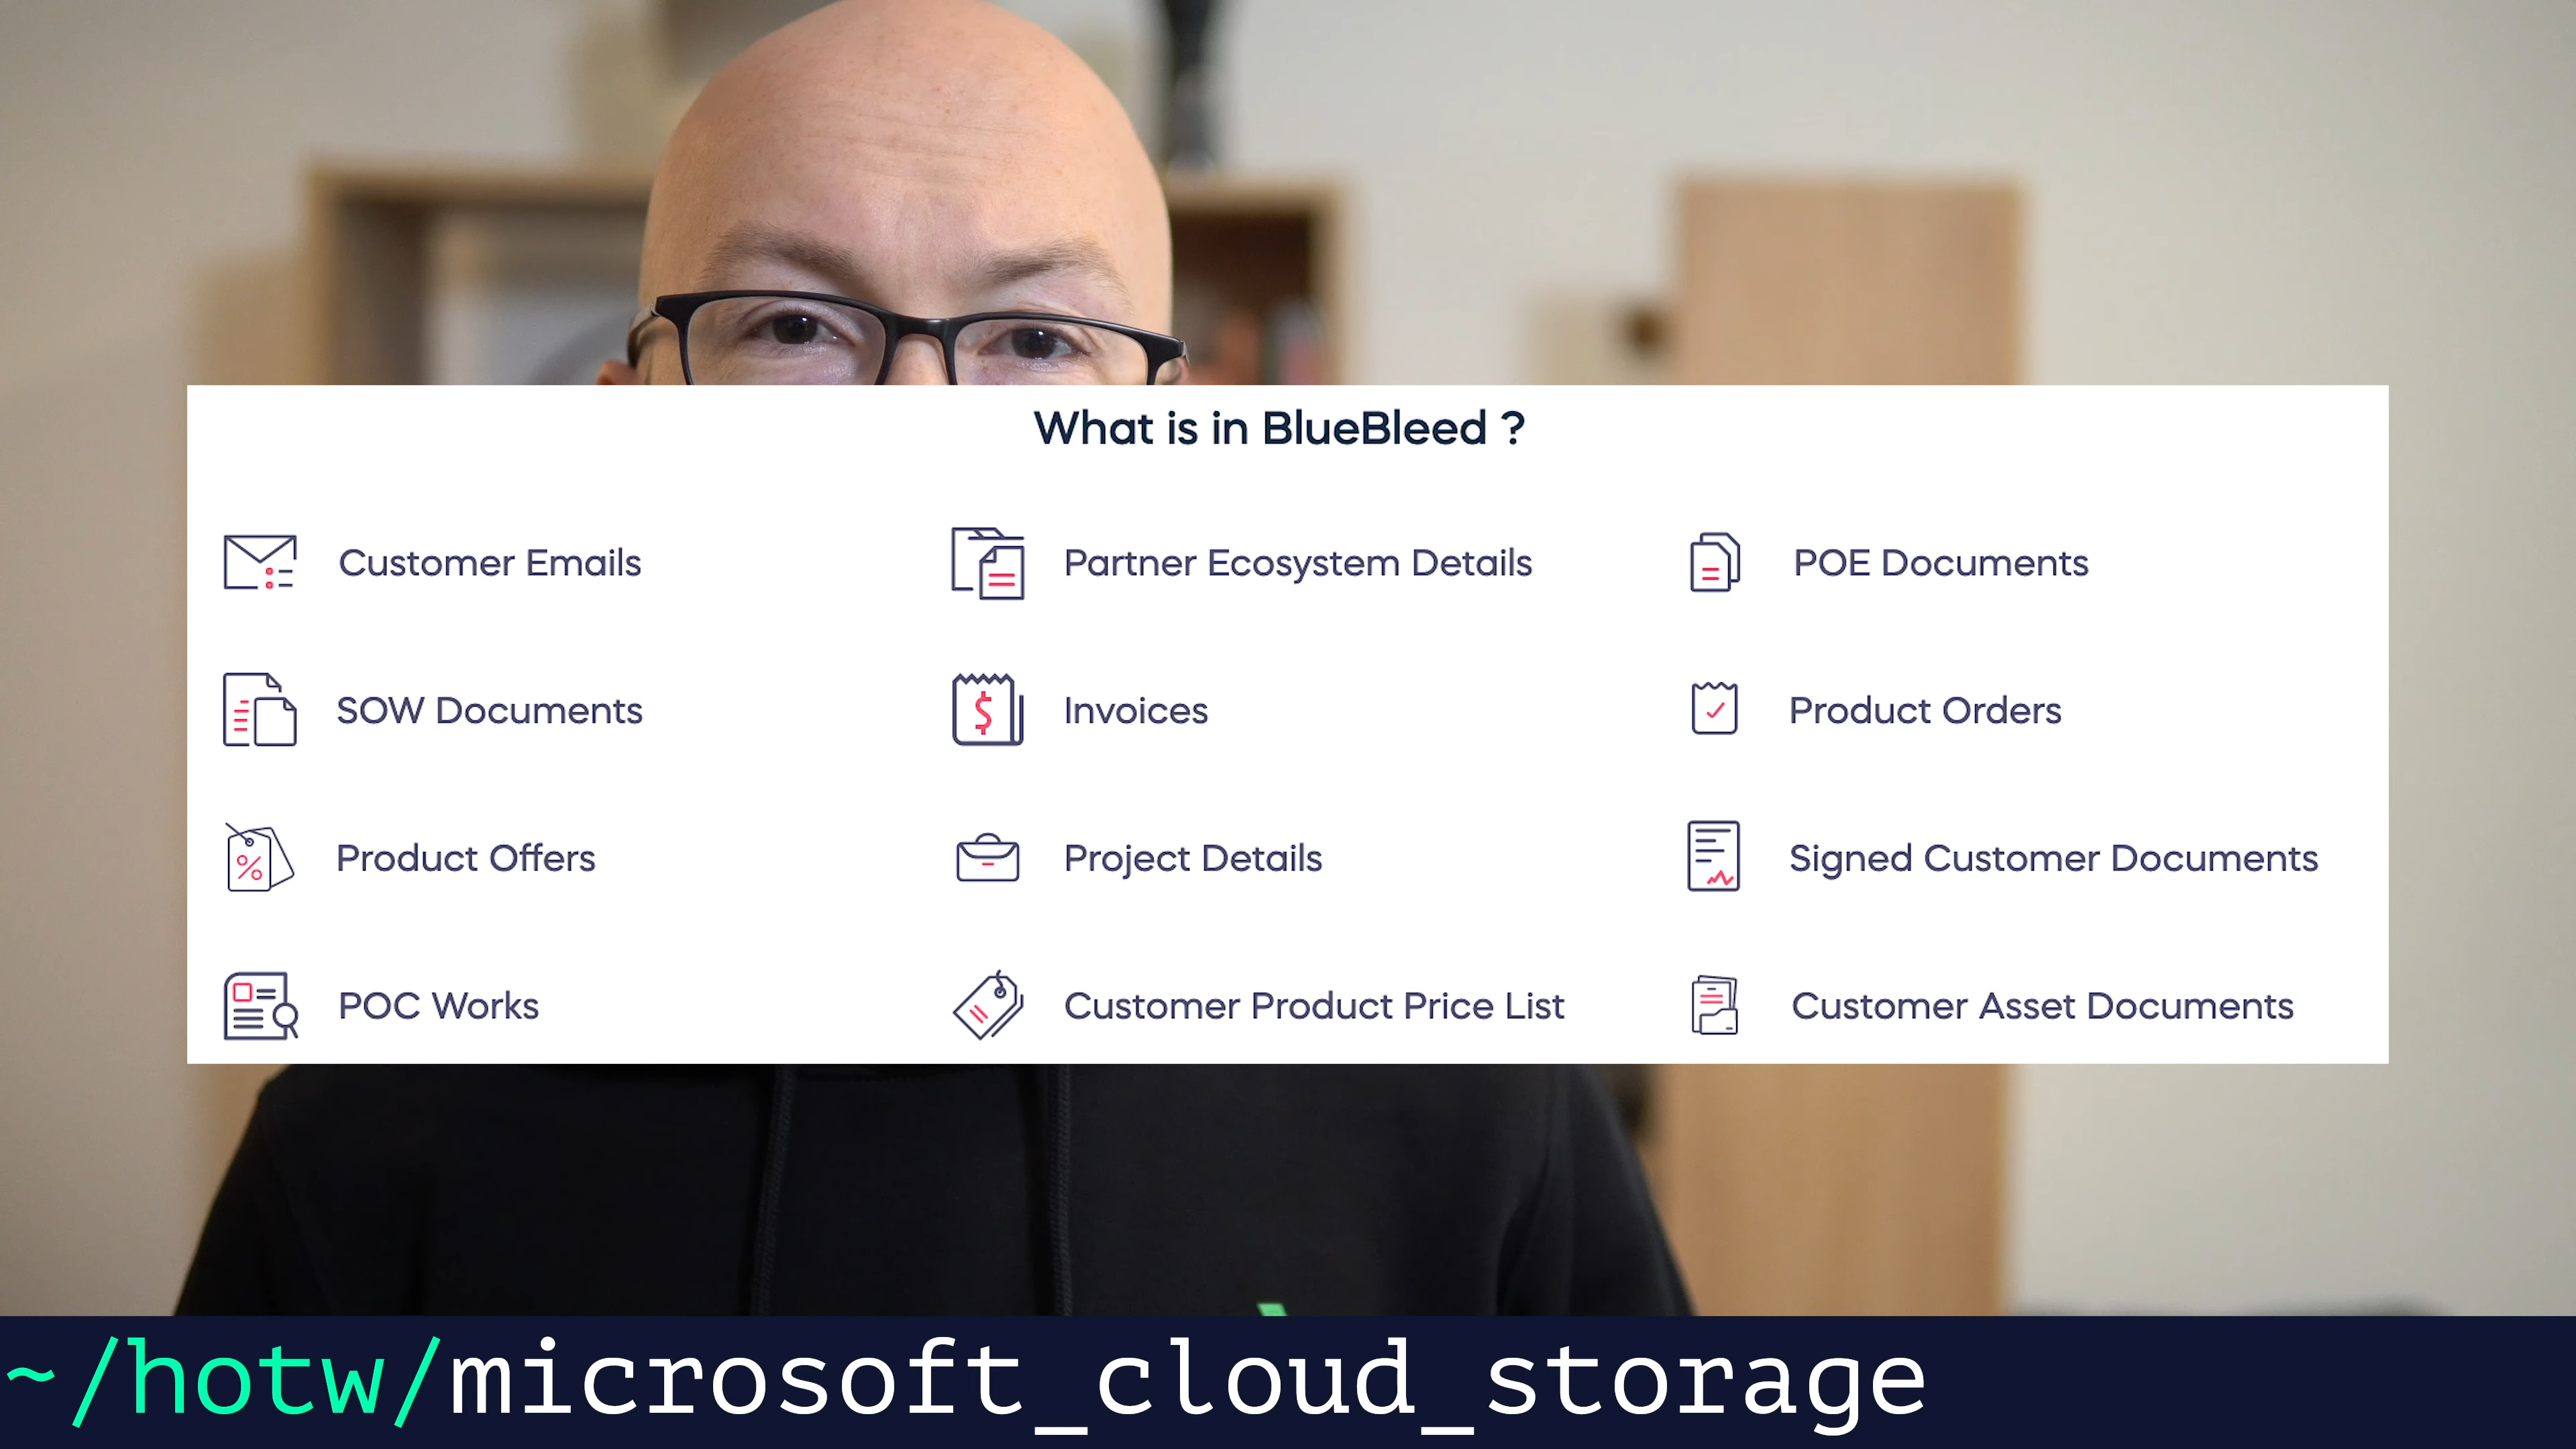 What is in BlueBleed ?
Customer Emails
Partner Ecosystem Details
POE Documents
SOW Documents
Invoices
Product Orders
Product Offers
Project Details
Signed Customer Documents
POC Works
Customer Product Price List
Customer Asset Documents
~/hotw/microsoft_cloud_storage